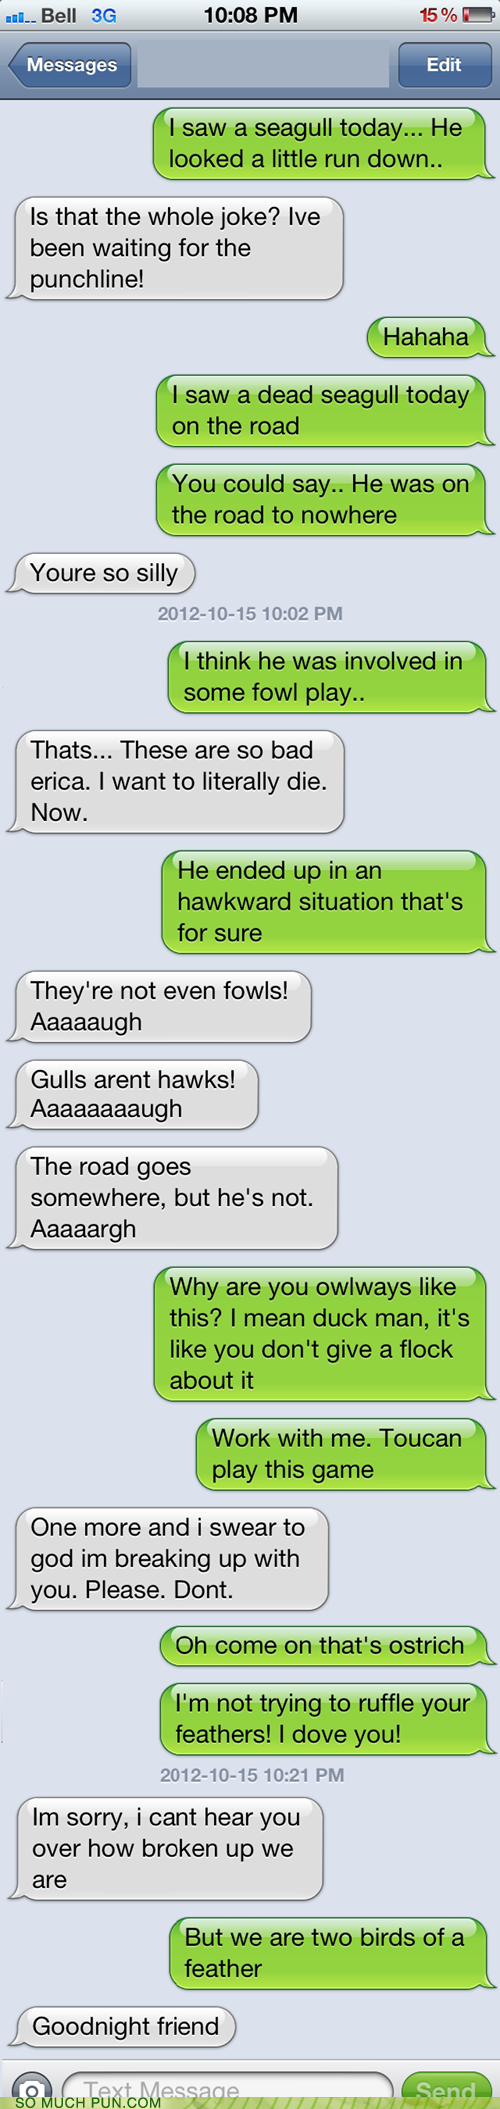 Bell 3G 10:08 PM 15%
Messages Edit
I saw a seagull today... He
looked a little run down..
Is that the whole joke? Ive
been waiting for the
punchline!
Hahaha
I saw a dead seagull today
on the road
You could say.. He was on
the road to nowhere
Youre so silly
2012-10-15 10:02 PM
I think he was involved in
some fowl play..
Thats... These are so bad
erica. I want to literally die.
Now.
He ended up in an
hawkward situation that's
for sure
They're not even fowls!
Aaaaaugh
Gulls arent hawks!
Aaaaaaaaugh
The road goes
somewhere, but he's not.
Aaaaargh
Why are you owlways like
this? I mean duck man, it's
like you don't give a flock
about it
Work with me. Toucan
play this game
One more and i swear to
god im breaking up with
you. Please. Dont.
Oh come on that's ostrich
I'm not trying to ruffle your
feathers! I dove you!
2012-10-15 10:21 PM
Im sorry, i cant hear you
over how broken up we
are
But we are two birds of a
feather
Goodnight friend
Text Message Send
SO MUCH PUN.COM